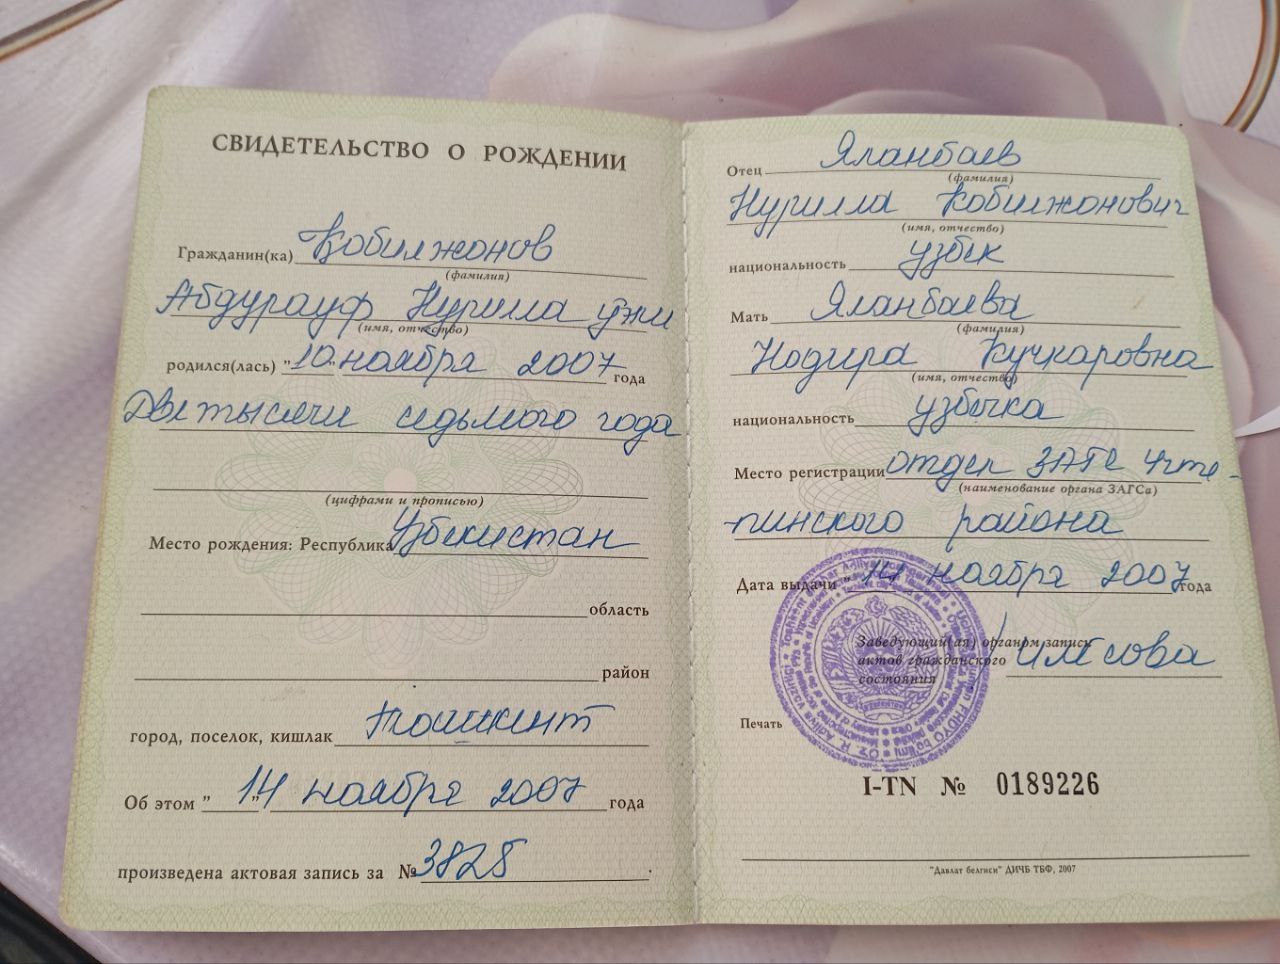 СВИДЕТЕЛЬСТВО О РОЖДЕНИИ
Гражданин(ка) Кобилжонов
(фамилия)
Абдурауф Нурилла ўғли
(имя, отчество)
родился(лась) "10" ноября 2007 года
Две тысячи седьмого года
(цифрами и прописью)
Место рождения: Республика Узбекистан
область
район
город, поселок, кишлак Тошкент
Об этом "14" ноября 2007 года
произведена актовая запись за № 3825
Отец Яланбаев
(фамилия)
Нурилла Кобилжонович
(имя, отчество)
национальность узбек
Мать Яланбаева
(фамилия)
Нодира Кучкаровна
(имя, отчество)
национальность узбечка
Место регистрации отдел ЗАГС Учте-
(наименование органа ЗАГСа)
пинского района
Дата выдачи "14 ноября 2007 года
Заведующий(ая) органом записи
актов гражданского
состояния
Печать
I-TN № 0189226
"Давлат белгиси" ДИЧБ ТБФ, 2007